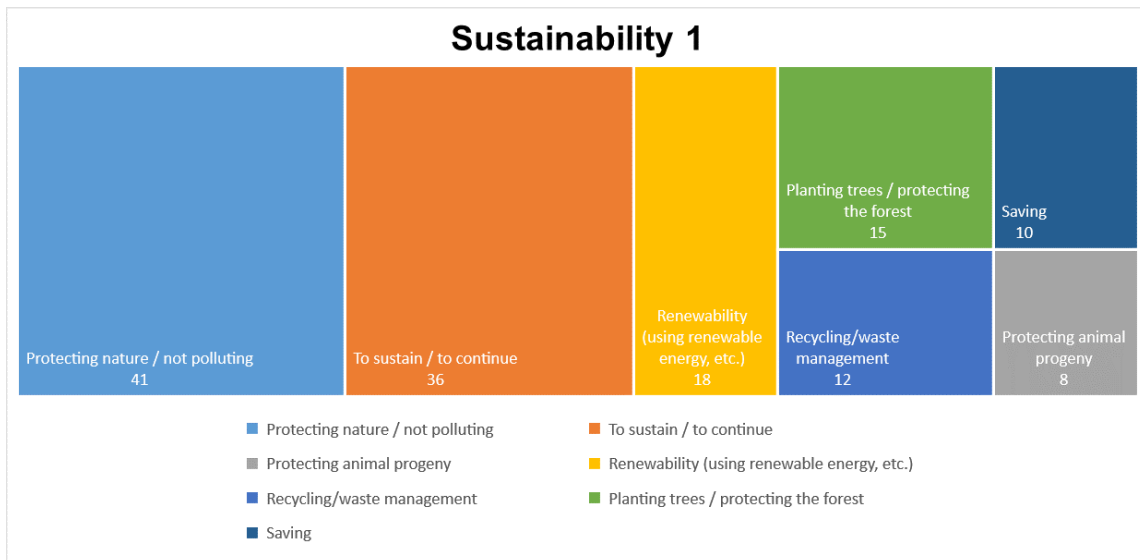 Sustainability 1
Protecting nature / not polluting
41
To sustain / to continue
36
Renewability
(using renewable
energy, etc.)
18
Planting trees / protecting
the forest
15
Recycling/waste
management
12
Saving
10
Protecting animal
progeny
8
Protecting nature / not polluting
To sustain / to continue
Protecting animal progeny
Renewability (using renewable energy, etc.)
Recycling/waste management
Planting trees / protecting the forest
Saving